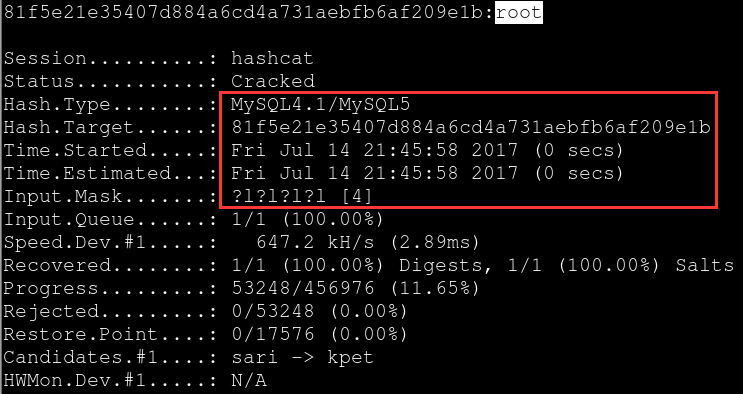 81f5e21e35407d884a6cd4a731aebfb6af209e1b:root
Session..........: hashcat
Status...........: Cracked
Hash.Type........: MySQL4.1/MySQL5
Hash.Target......: 81f5e21e35407d884a6cd4a731aebfb6af209e1b
Time.Started.....: Fri Jul 14 21:45:58 2017 (0 secs)
Time.Estimated...: Fri Jul 14 21:45:58 2017 (0 secs)
Input.Mask.......: ?l?l?l?l [4]
Input.Queue......: 1/1 (100.00%)
Speed.Dev.#1.....:   647.2 kH/s (2.89ms)
Recovered........: 1/1 (100.00%) Digests, 1/1 (100.00%) Salts
Progress.........: 53248/456976 (11.65%)
Rejected.........: 0/53248 (0.00%)
Restore.Point....: 0/17576 (0.00%)
Candidates.#1....: sari -> kpet
HWMon.Dev.#1.....: N/A